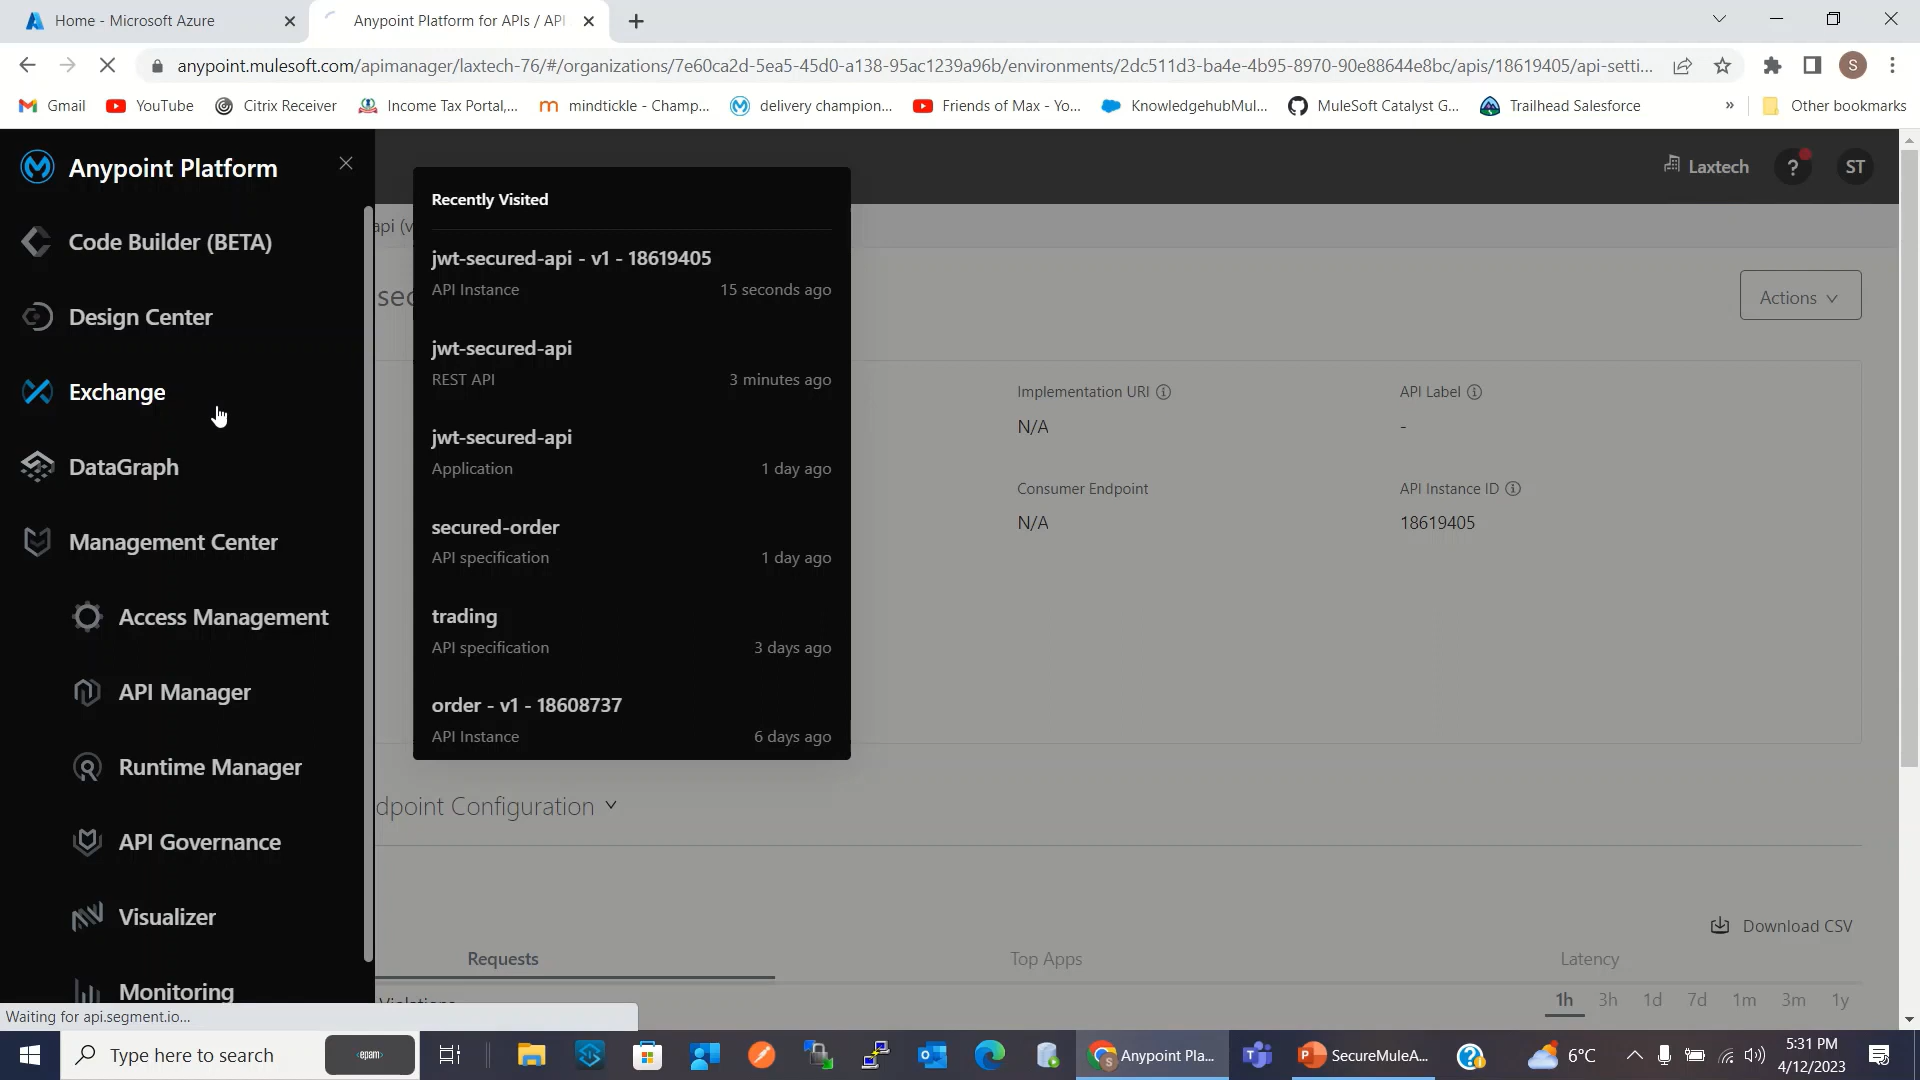 Home - Microsoft Azure
Anypoint Platform for APIs / API
anypoint.mulesoft.com/apimanager/laxtech-76/#/organizations/7e60ca2d-5ea5-45d0-a138-95ac1239a96b/environments/2dc511d3-ba4e-4b95-8970-90e88644e8bc/apis/18619405/api-setti...
S
Gmail
YouTube
Citrix Receiver
Income Tax Portal,...
mindtickle - Champ...
delivery champion...
Friends of Max - Yo...
KnowledgehubMul...
MuleSoft Catalyst G...
Trailhead Salesforce
»
Other bookmarks
Anypoint Platform
Laxtech
?
ST
Code Builder (BETA)
Design Center
Exchange
DataGraph
Management Center
Access Management
API Manager
Runtime Manager
API Governance
Visualizer
Monitoring
Recently Visited
jwt-secured-api - v1 - 18619405
API Instance 15 seconds ago
jwt-secured-api
REST API 3 minutes ago
jwt-secured-api
Application 1 day ago
secured-order
API specification 1 day ago
trading
API specification 3 days ago
order - v1 - 18608737
API Instance 6 days ago
api (v
sec
Actions
Implementation URI
N/A
API Label
-
Consumer Endpoint
N/A
API Instance ID
18619405
dpoint Configuration
Download CSV
Requests
Top Apps
Latency
1h 3h 1d 7d 1m 3m 1y
Waiting for api.segment.io...
Type here to search
<epam>
Anypoint Pla...
SecureMuleA...
6°C
5:31 PM
4/12/2023